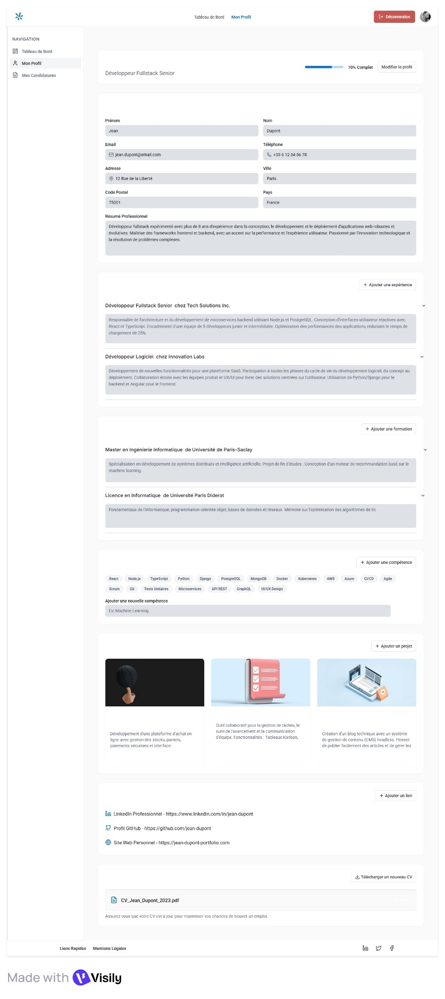 Tableau de Bord
Mon Profil
Déconnexion
NAVIGATION
Tableau de Bord
Mon Profil
Mes Candidatures
Développeur Fullstack Senior
70% Complet
Modifier le profil
Prénom
Nom
Jean
Dupont
Email
Téléphone
jean.dupont@email.com
+33 6 12 34 56 78
Adresse
Ville
12 Rue de la Liberté
Paris
Code Postal
Pays
75001
France
Résumé Professionnel
Développeur fullstack expérimenté avec plus de 8 ans d'expérience dans la conception, le développement et le déploiement d'applications web robustes et
évolutives. Maîtrise des frameworks frontend et backend, avec un accent sur la performance et l'expérience utilisateur. Passionné par l'innovation technologique et
la résolution de problèmes complexes.
Ajouter une expérience
Développeur Fullstack Senior chez Tech Solutions Inc.
Responsable de l'architecture et du développement de microservices backend utilisant Node.js et PostgreSQL. Conception d'interfaces utilisateur réactives avec
React et TypeScript. Encadrement d'une équipe de 5 développeurs junior et intermédiaire. Optimisation des performances des applications, réduisant le temps de
chargement de 25%.
Développeur Logiciel chez Innovation Labs
Développement de nouvelles fonctionnalités pour une plateforme SaaS. Participation à toutes les phases du cycle de vie du développement logiciel, du concept au
déploiement. Collaboration étroite avec les équipes produit et UX/UI pour livrer des solutions centrées sur l'utilisateur. Utilisation de Python/Django pour le
backend et Angular pour le frontend.
Ajouter une formation
Master en Ingénierie Informatique de Université de Paris-Saclay
Spécialisation en développement de systèmes distribués et intelligence artificielle. Projet de fin d'études : Conception d'un moteur de recommandation basé sur le
machine learning.
Licence en Informatique de Université Paris Diderot
Fondamentaux de l'informatique, programmation orientée objet, bases de données et réseaux. Mémoire sur l'optimisation des algorithmes de tri.
Ajouter une compétence
React Node.js TypeScript Python Django PostgreSQL MongoDB Docker Kubernetes AWS Azure CI/CD Agile
Scrum Git Tests Unitaires Microservices API REST GraphQL UI/UX Design
Ajouter une nouvelle compétence
Ex: Machine Learning
Ajouter un projet
Développement d'une plateforme d'achat en
ligne avec gestion des stocks, paniers,
paiements sécurisés et interface
Outil collaboratif pour la gestion de tâches, le
suivi de l'avancement et la communication
d'équipe. Fonctionnalités : Tableaux Kanban,
Création d'un blog technique avec un système
de gestion de contenu (CMS) headless. Permet
de publier facilement des articles et de gérer les
Ajouter un lien
LinkedIn Professionnel - https://www.linkedin.com/in/jean-dupont
Profil GitHub - https://github.com/jean-dupont
Site Web Personnel - https://jean-dupont-portfolio.com
Télécharger un nouveau CV
CV_Jean_Dupont_2023.pdf
Assurez-vous que votre CV est à jour pour maximiser vos chances de trouver un emploi.
Liens Rapides
Mentions Légales
Made with Visily